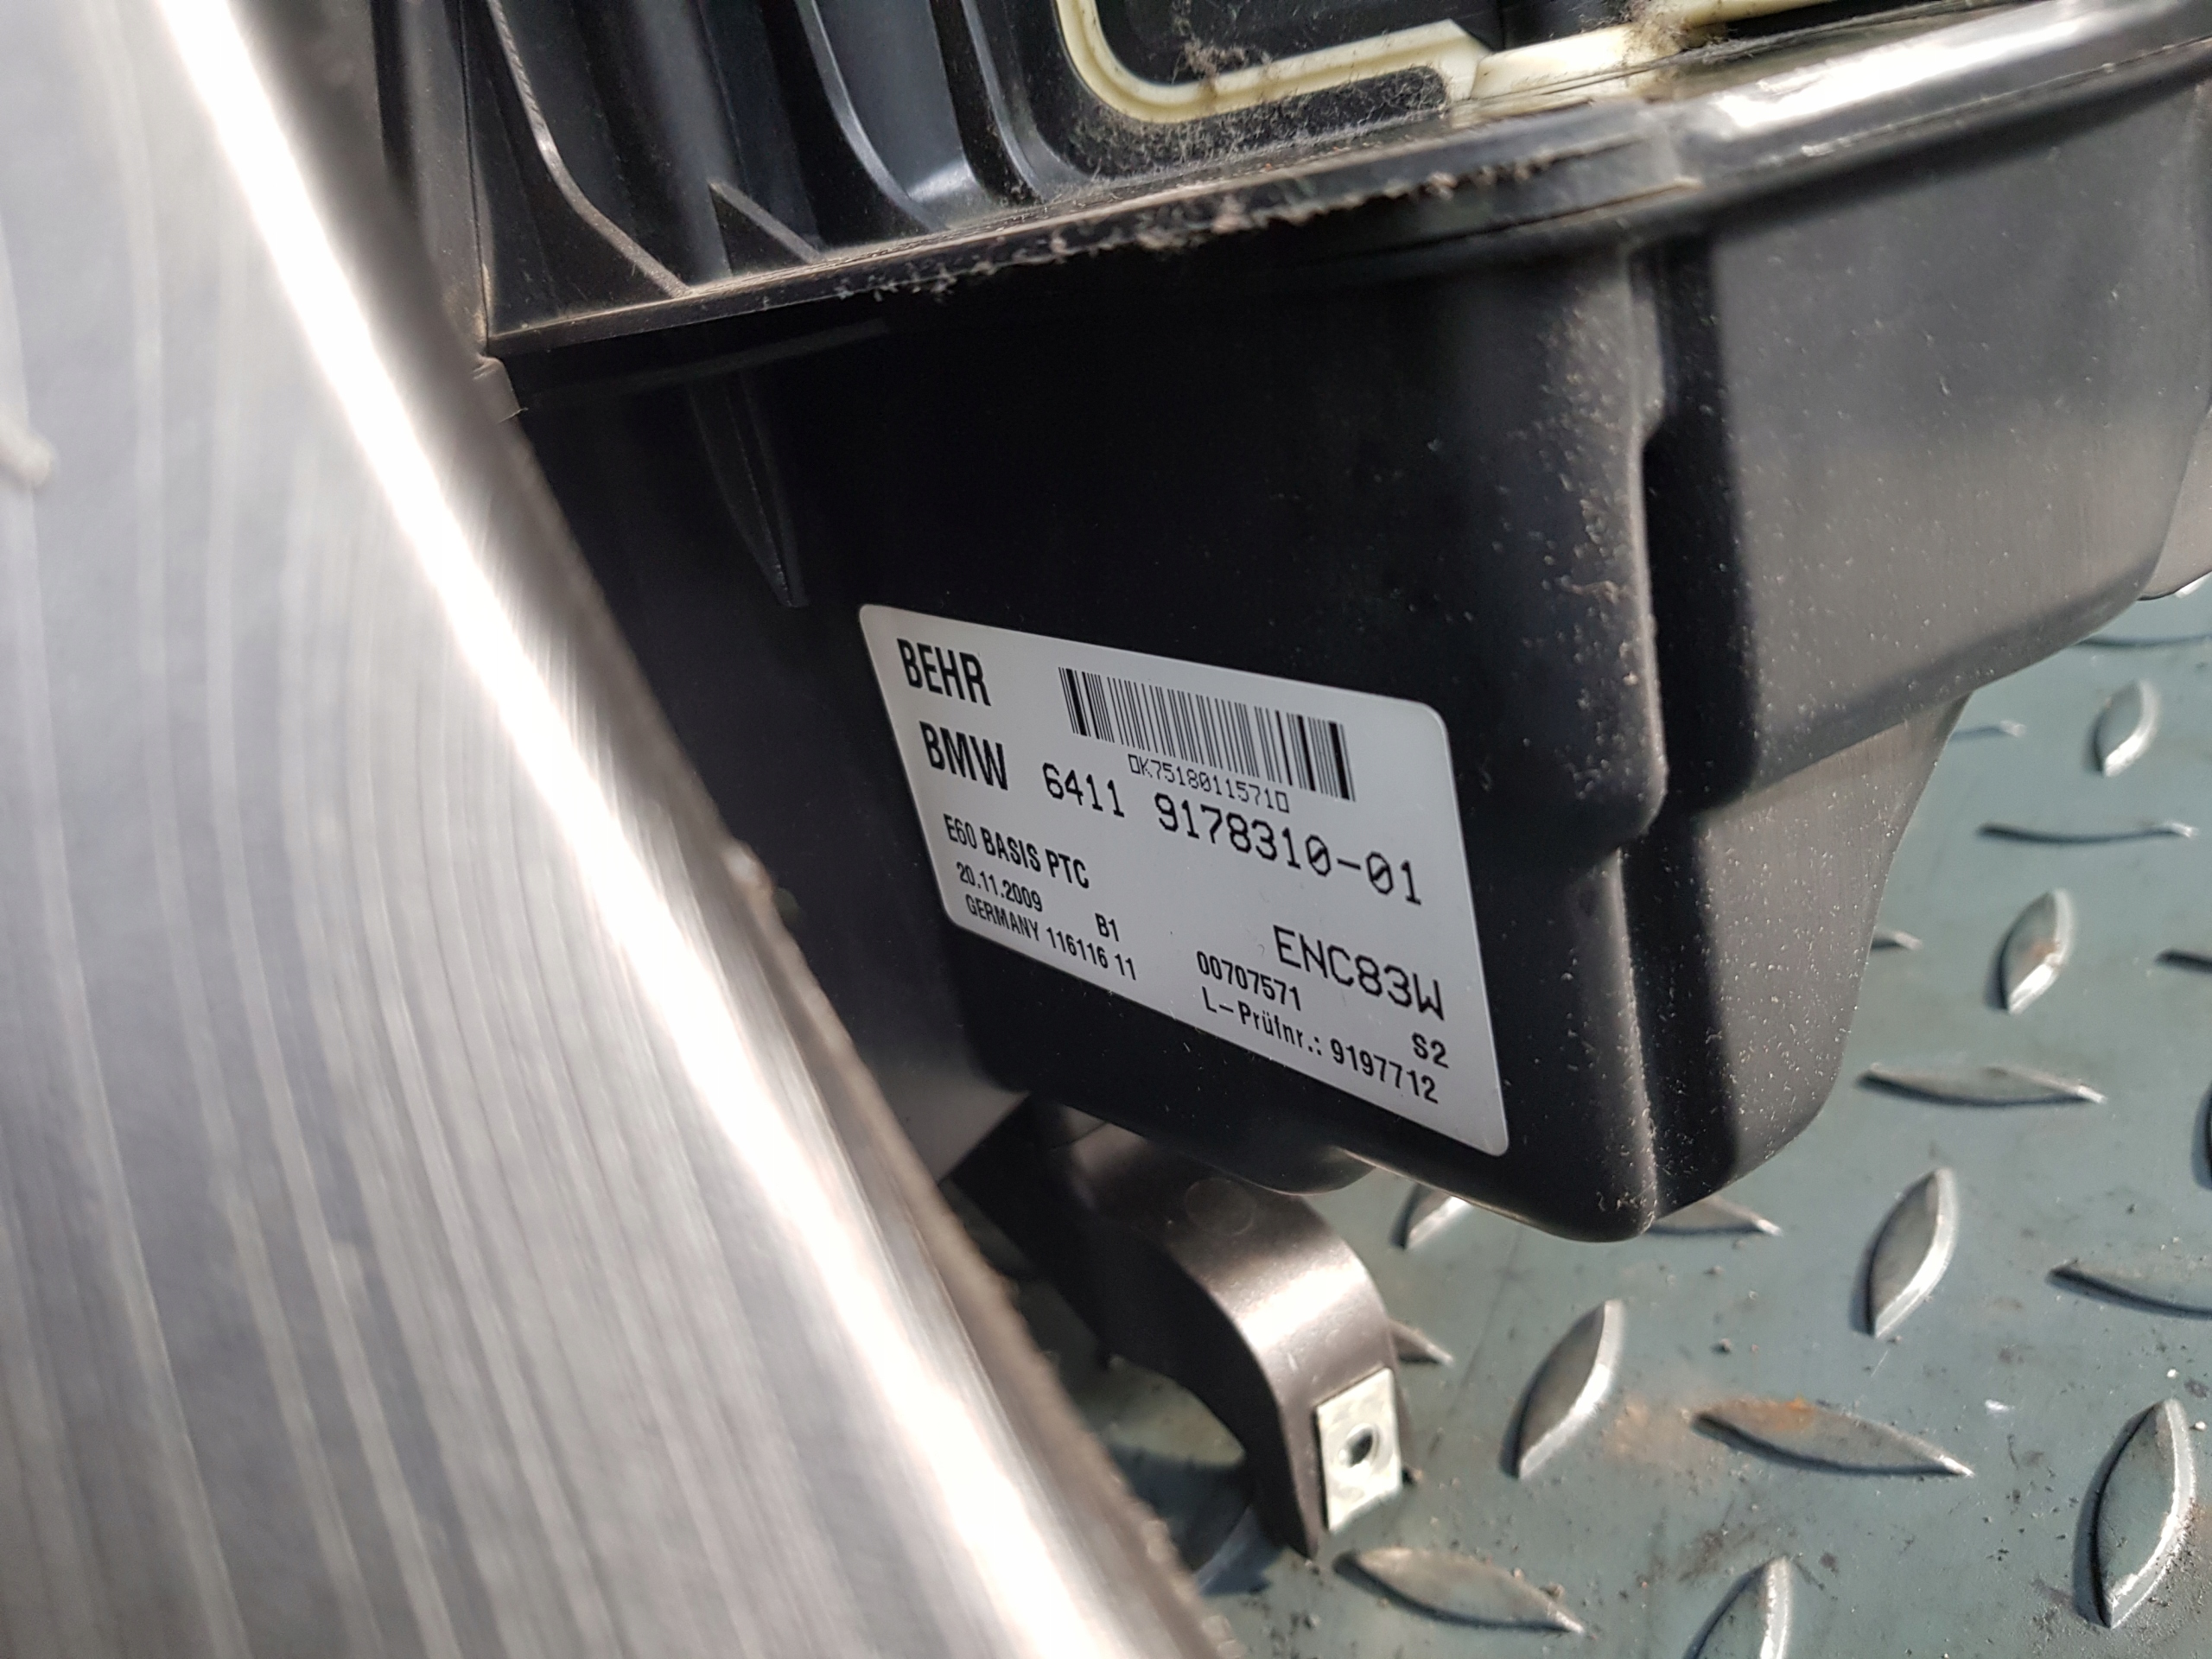 BEHR
□K75180115710□
BMW 6411 9178310-01
E60 BASIS PTC
20.11.2009 B1 ENC83W
GERMANY 116116 11 00707571 S2
L-Prüfnr.: 9197712